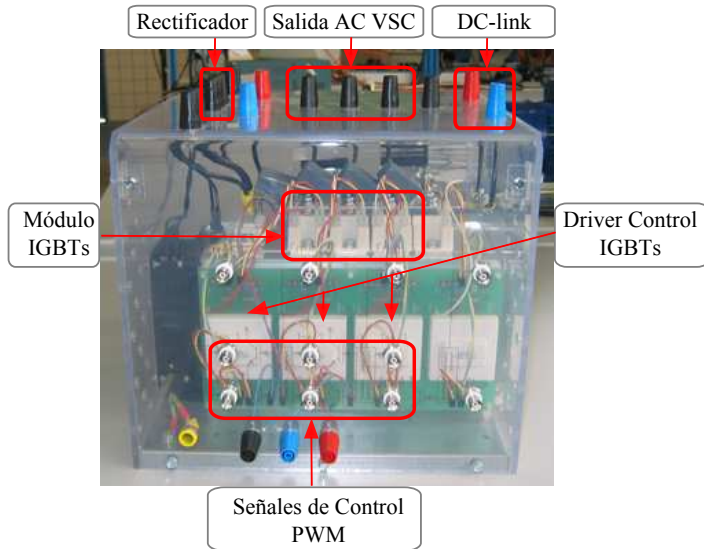 Rectificador
Salida AC VSC
DC-link
Módulo
IGBTs
Driver Control
IGBTs
Señales de Control
PWM